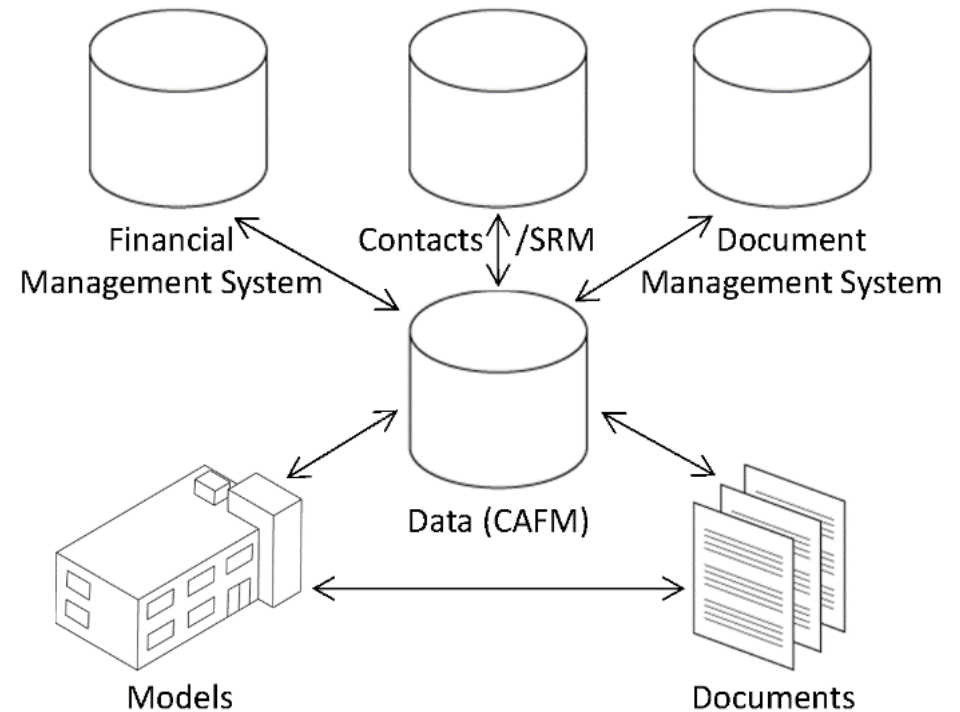 Financial
Management System
Contacts /SRM
Document
Management System
Data (CAFM)
Models
Documents